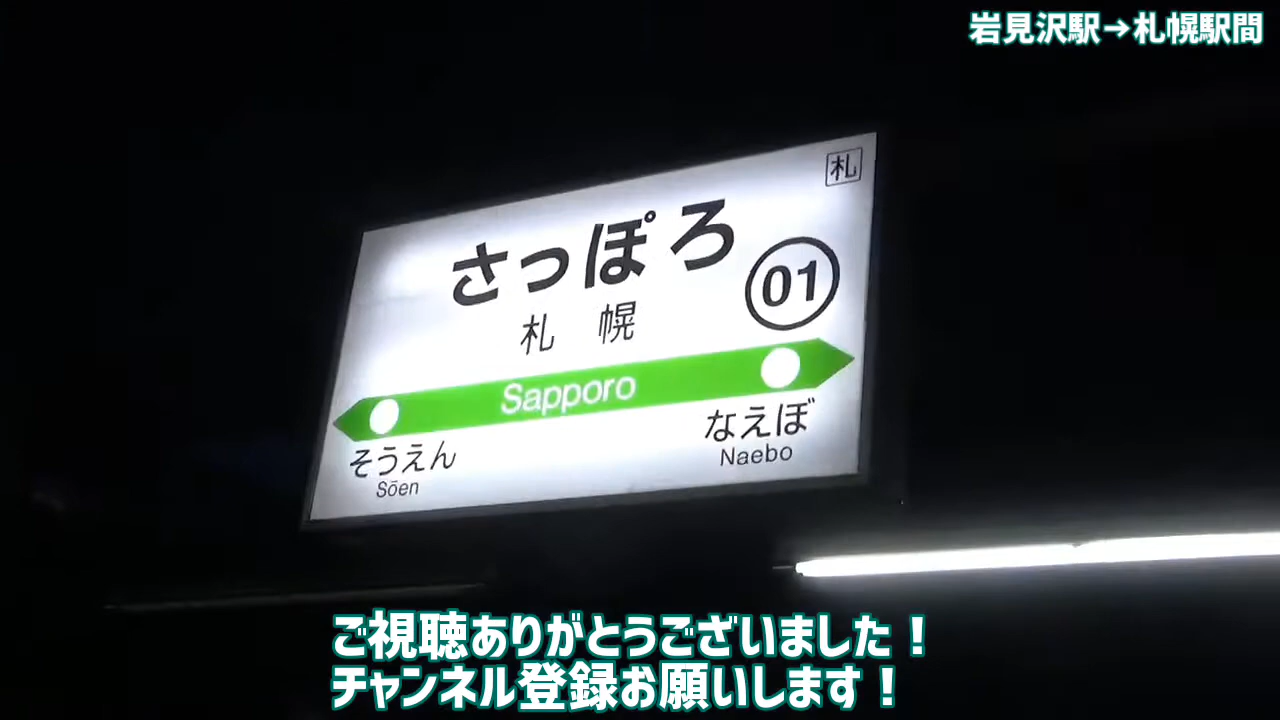 岩見沢駅→札幌駅間
札
さっぽろ
01
札幌
Sapporo
そうえん
Sōen
なえぼ
Naebo
ご視聴ありがとうございました！
チャンネル登録お願いします！